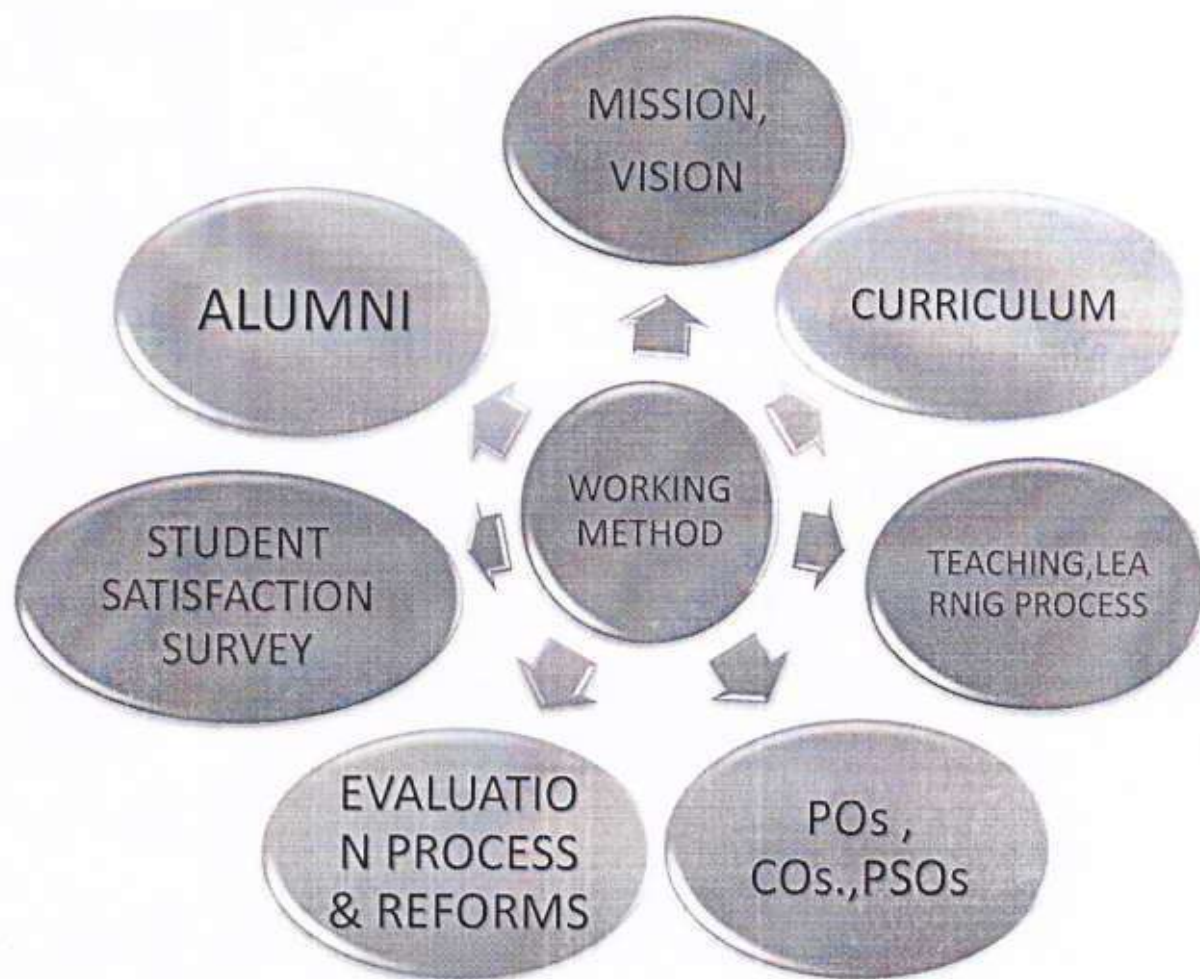 MISSION,
VISION
CURRICULUM
TEACHING,LEA
RNIG PROCESS
POs ,
COs.,PSOs
EVALUATIO
N PROCESS
& REFORMS
STUDENT
SATISFACTION
SURVEY
ALUMNI
WORKING
METHOD